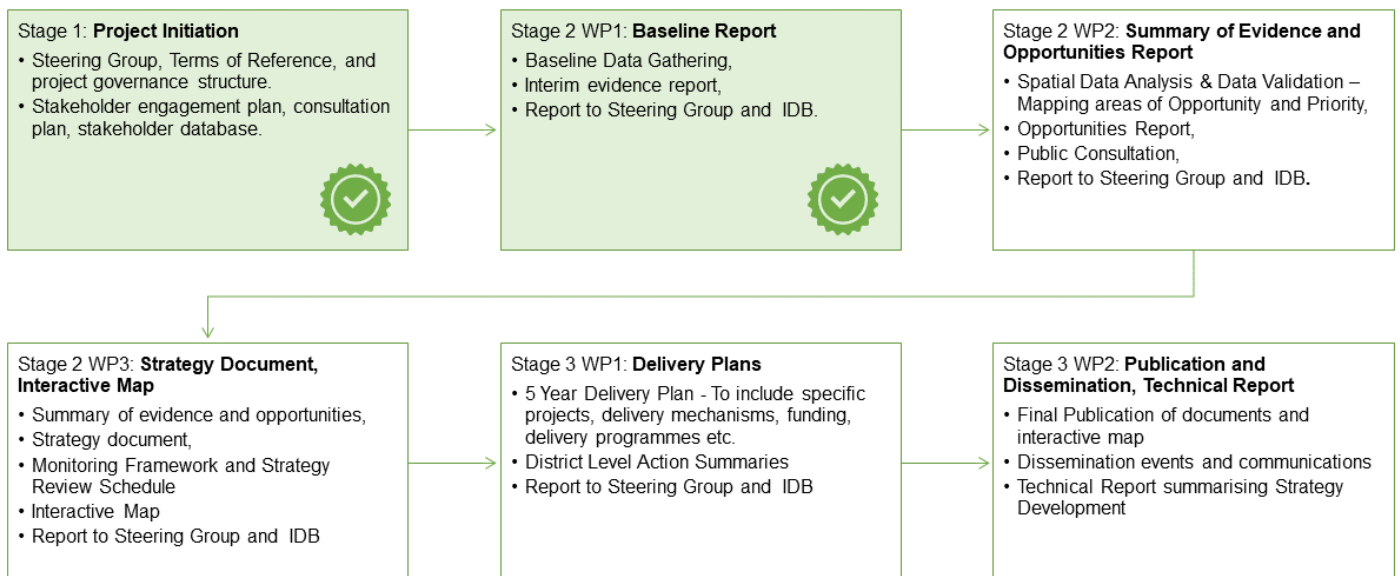 Stage 1: Project Initiation
• Steering Group, Terms of Reference, and
project governance structure.
• Stakeholder engagement plan, consultation
plan, stakeholder database.
Stage 2 WP1: Baseline Report
• Baseline Data Gathering,
• Interim evidence report,
• Report to Steering Group and IDB.
Stage 2 WP2: Summary of Evidence and
Opportunities Report
• Spatial Data Analysis & Data Validation –
Mapping areas of Opportunity and Priority,
• Opportunities Report,
• Public Consultation,
• Report to Steering Group and IDB.
Stage 2 WP3: Strategy Document,
Interactive Map
• Summary of evidence and opportunities,
• Strategy document,
• Monitoring Framework and Strategy
Review Schedule
• Interactive Map
• Report to Steering Group and IDB
Stage 3 WP1: Delivery Plans
• 5 Year Delivery Plan - To include specific
projects, delivery mechanisms, funding,
delivery programmes etc.
• District Level Action Summaries
• Report to Steering Group and IDB
Stage 3 WP2: Publication and
Dissemination, Technical Report
• Final Publication of documents and
interactive map
• Dissemination events and communications
• Technical Report summarising Strategy
Development